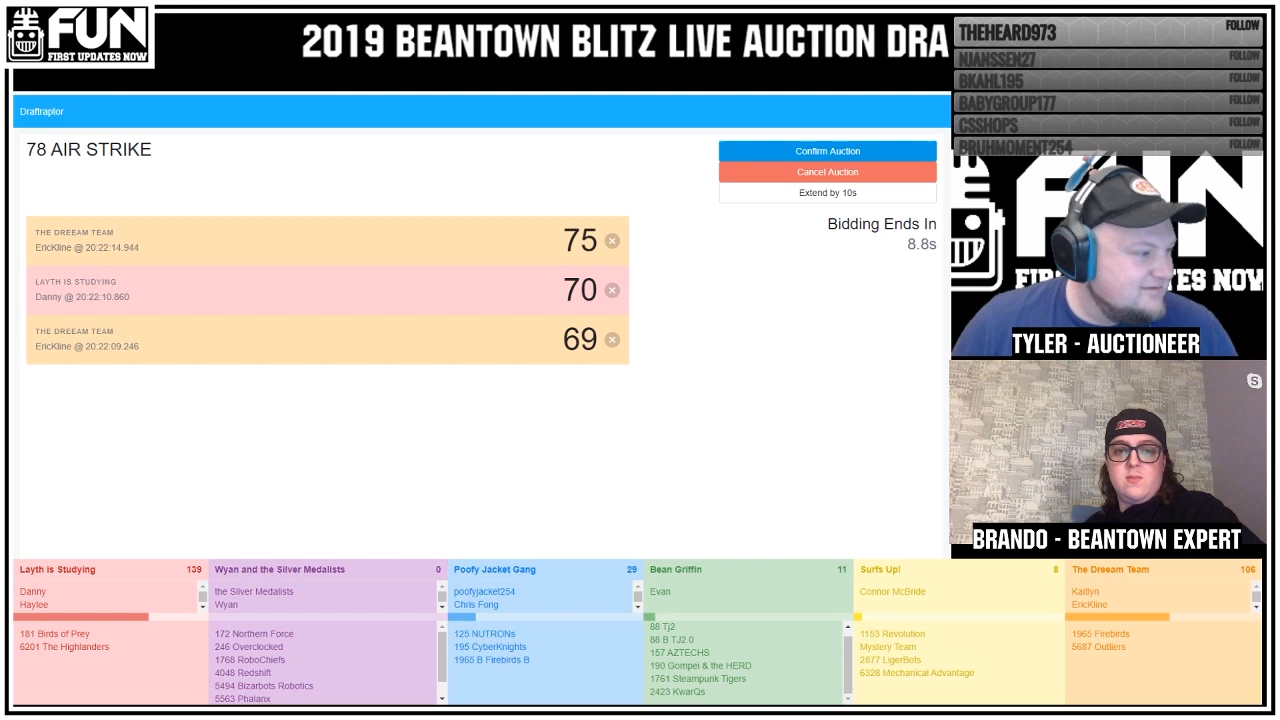 FUN
FIRST UPDATES NOW
2019 BEANTOWN BLITZ LIVE AUCTION DRA
THEHEARD973 FOLLOW
NJANSSEN27 FOLLOW
BKAHL195 FOLLOW
BABYGROUP177 FOLLOW
CSSHOPS FOLLOW
BRUHMOMENT254 FOLLOW
Draftraptor
78 AIR STRIKE
Confirm Auction
Cancel Auction
Extend by 10s
Bidding Ends In
8.8s
THE DREEAM TEAM
EricKline @ 20:22:14.944
75
LAYTH IS STUDYING
Danny @ 20:22:10.860
70
THE DREEAM TEAM
EricKline @ 20:22:09.246
69
TYLER - AUCTIONEER
BRANDO - BEANTOWN EXPERT
Layth is Studying 139
Danny
Haylee
181 Birds of Prey
6201 The Highlanders
Wyan and the Silver Medalists 0
the Silver Medalists
Wyan
172 Northern Force
246 Overclocked
1768 RoboChiefs
4048 Redshift
5494 Bizarbots Robotics
5563 Phalanx
Poofy Jacket Gang 29
poofyjacket254
Chris Fong
125 NUTRONs
195 CyberKnights
1965 B Firebirds B
Bean Griffin 11
Evan
88 Tj2
88 B TJ2.0
157 AZTECHS
190 Gompei & the HERD
1761 Steampunk Tigers
2423 KwarQs
Surfs Up! 8
Connor McBride
1153 Revolution
Mystery Team
2877 LigerBots
6328 Mechanical Advantage
The Dreeam Team 106
Kaitlyn
EricKline
1965 Firebirds
5687 Outliers